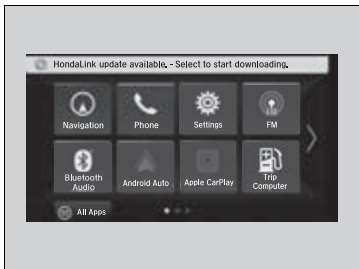 HondaLink update available. - Select to start downloading.
Navigation
Phone
Settings
FM
Bluetooth
Audio
Android Auto
Apple CarPlay
Trip
Computer
All Apps